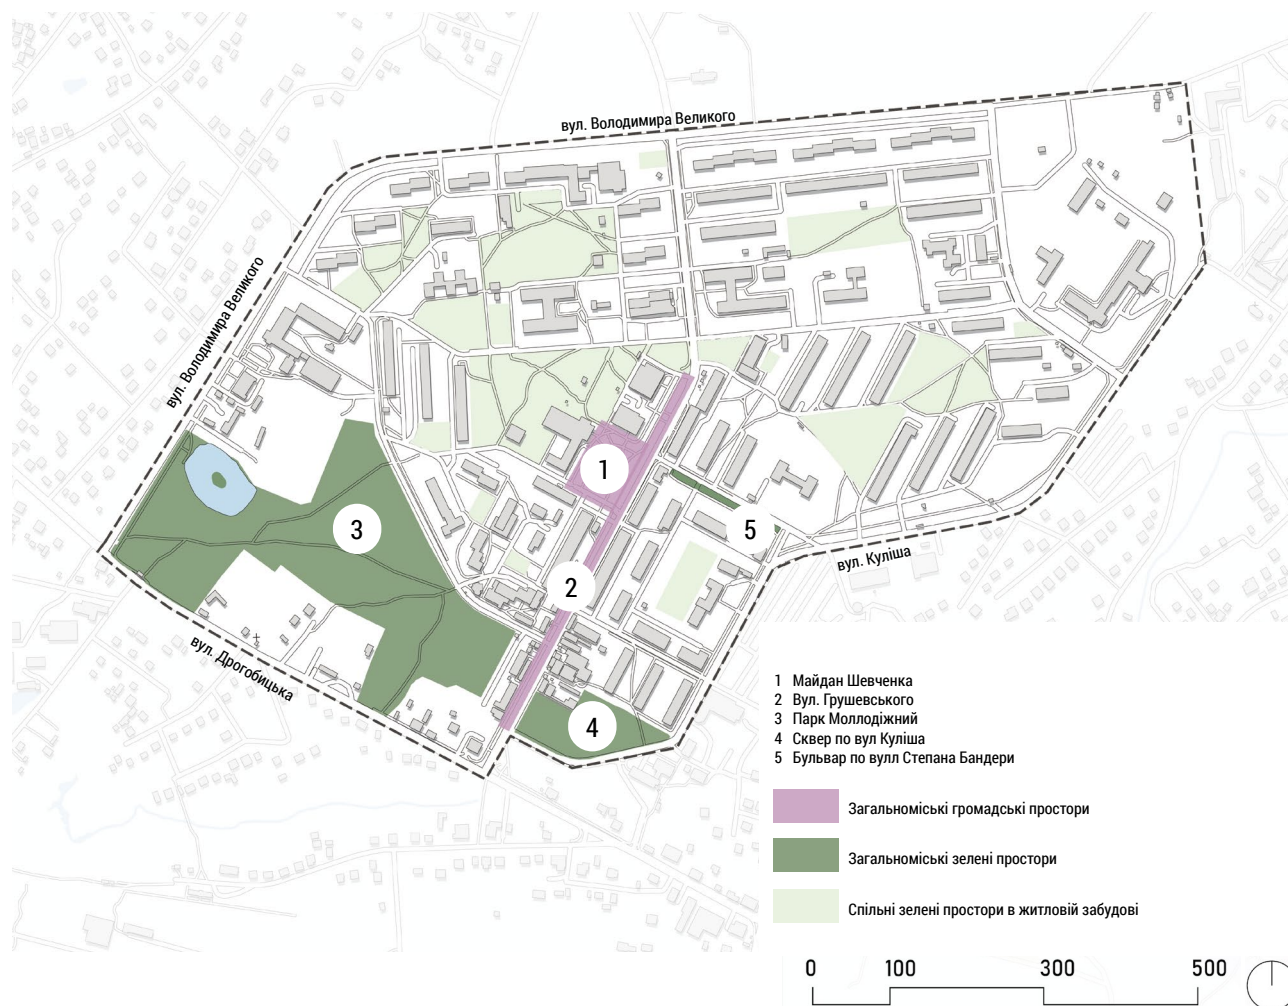 вул. Володимира Великого
вул. Володимира Великого
1
3
5
вул. Куліша
2
вул. Дрогобицька
4
1 Майдан Шевченка
2 Вул. Грушевського
3 Парк Моллодіжний
4 Сквер по вул Куліша
5 Бульвар по вулл Степана Бандери
Загальноміські громадські простори
Загальноміські зелені простори
Спільні зелені простори в житловій забудові
0 100 300 500